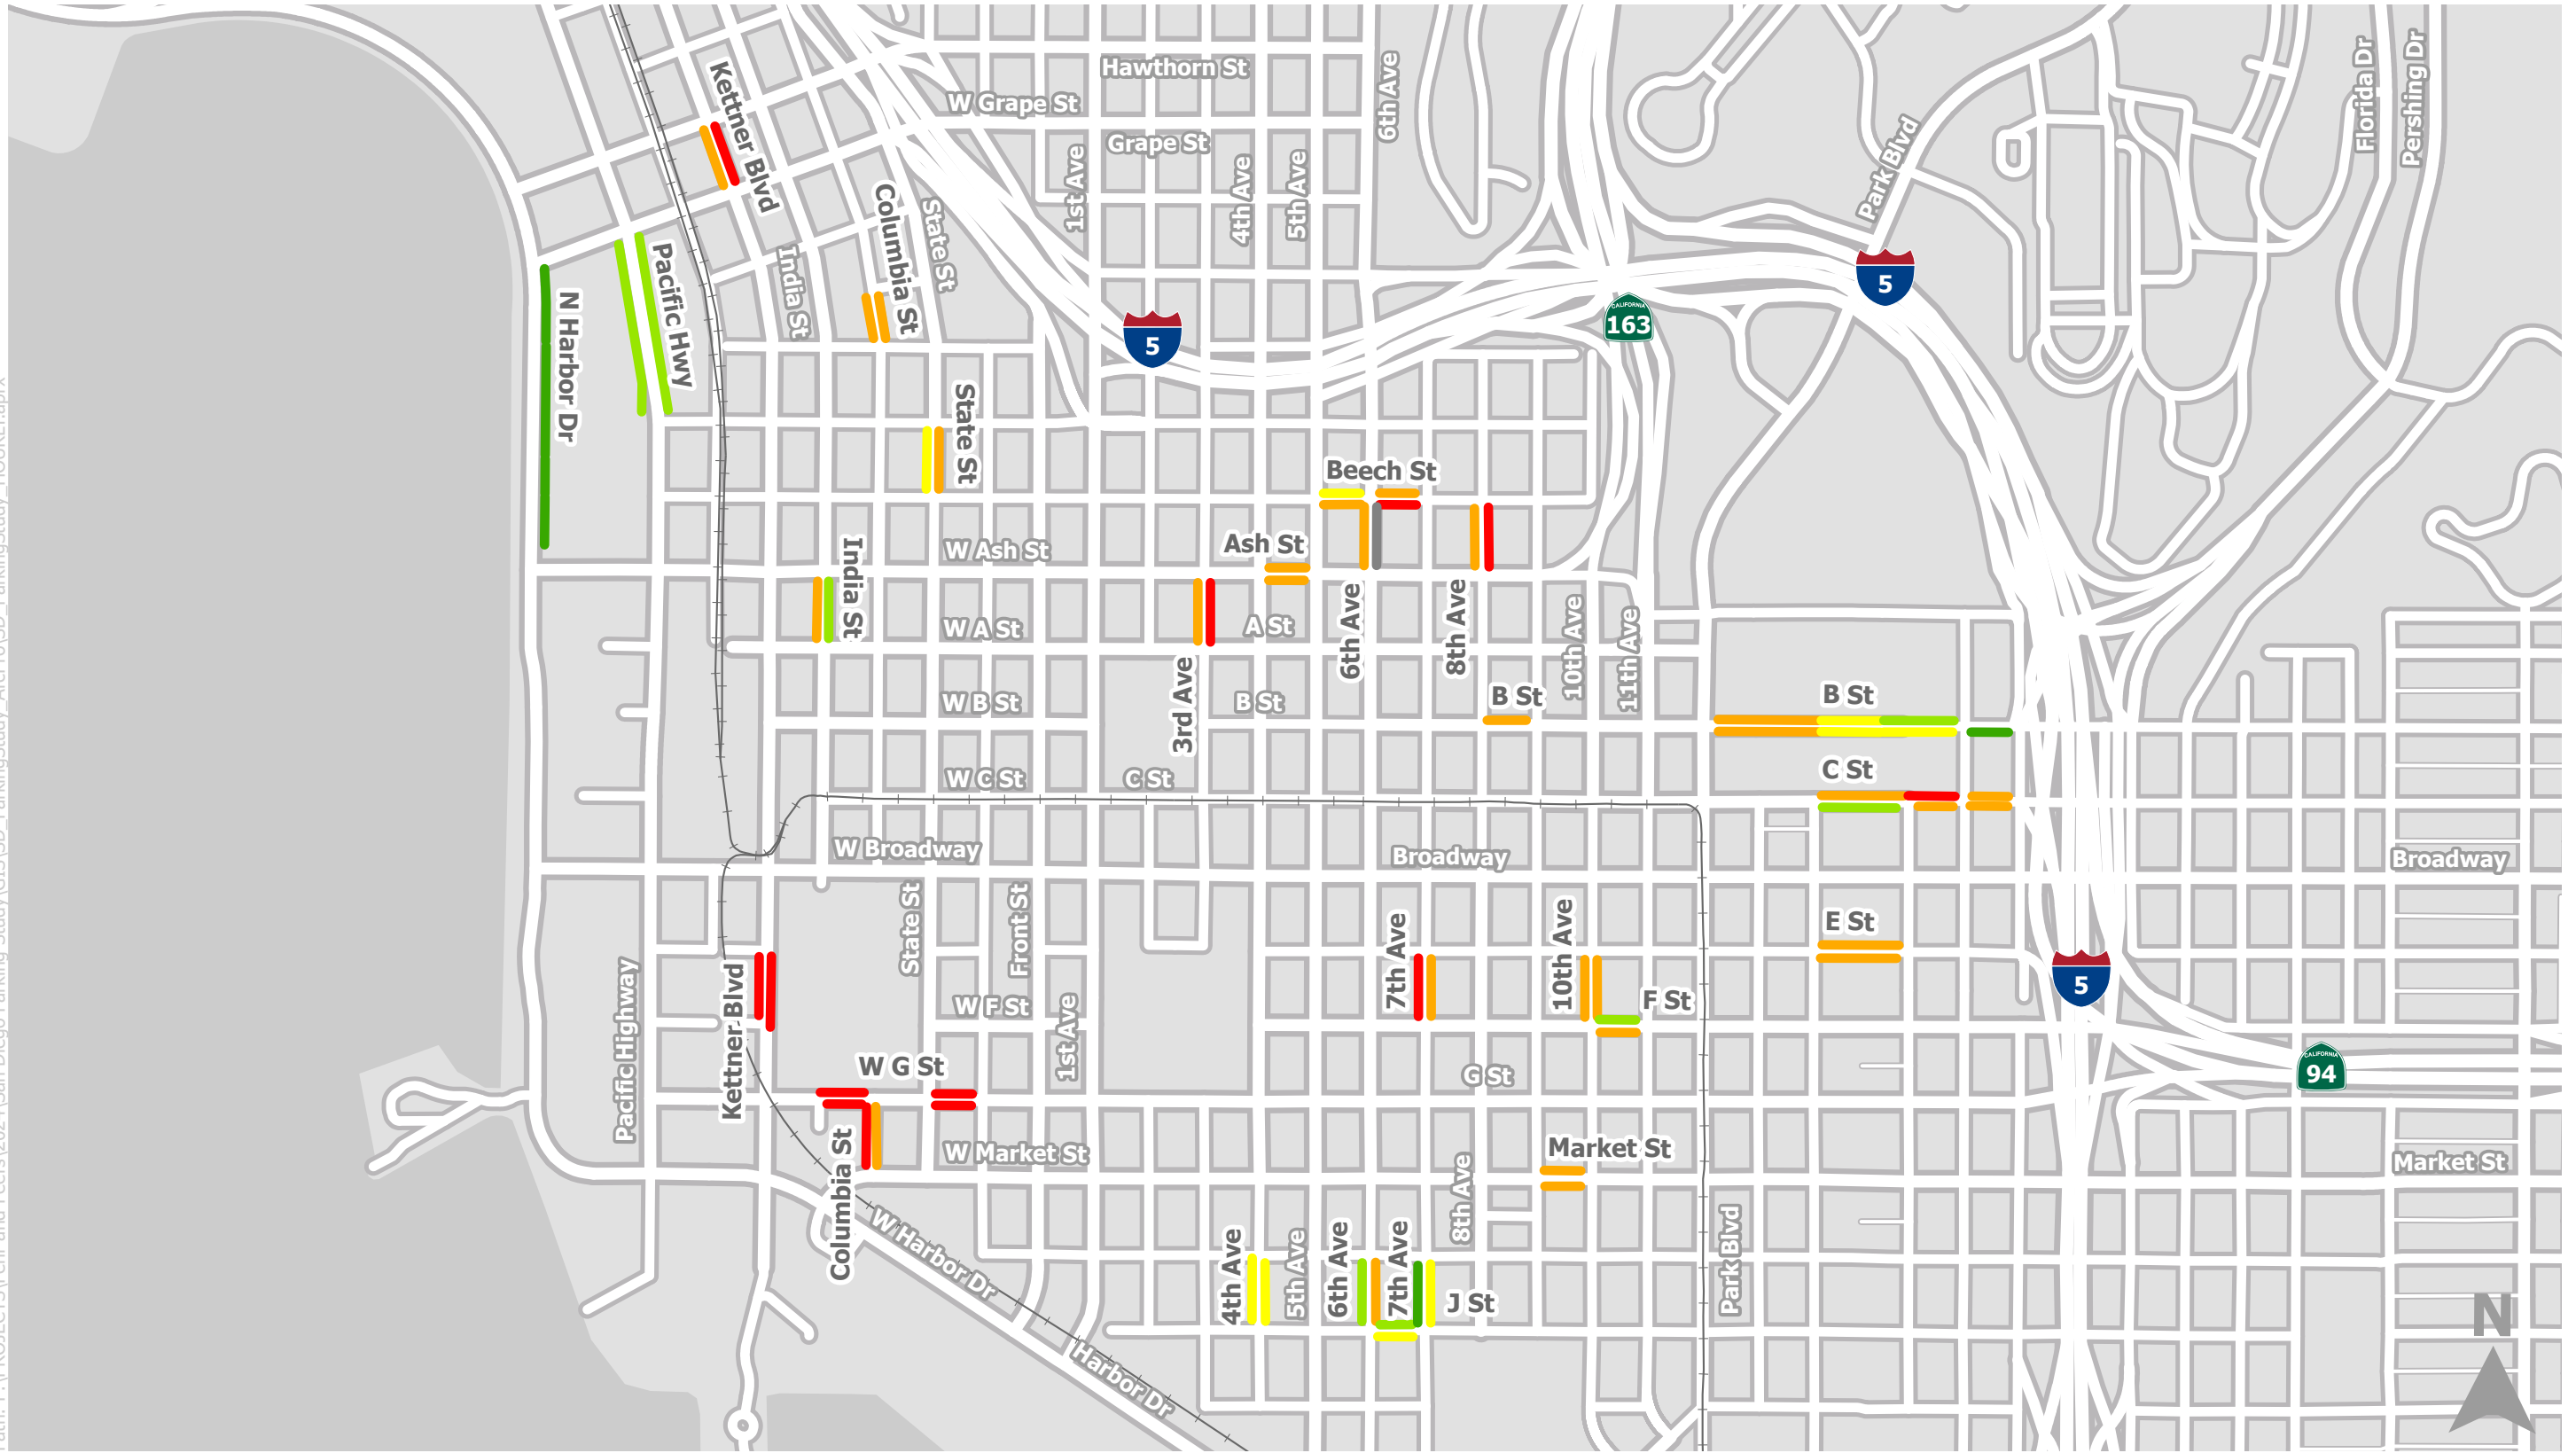 Hawthorn St
W Grape St
Grape St
Kettner Blvd
6th Ave
Florida Dr
Pershing Dr
Park Blvd
1st Ave
4th Ave
5th Ave
Columbia St
State St
India St
Pacific Hwy
N Harbor Dr
5
CALIFORNIA
163
5
State St
Beech St
Ash St
W Ash St
India St
W A St
A St
6th Ave
8th Ave
10th Ave
11th Ave
W B St
B St
B St
B St
3rd Ave
W C St
C St
C St
W Broadway
Broadway
Broadway
State St
Front St
7th Ave
10th Ave
E St
F St
W F St
Kettner Blvd
Pacific Highway
1st Ave
5
CALIFORNIA
94
W G St
G St
Columbia St
W Market St
Market St
Market St
8th Ave
W Harbor Dr
Harbor Dr
4th Ave
5th Ave
6th Ave
7th Ave
J St
Park Blvd
N